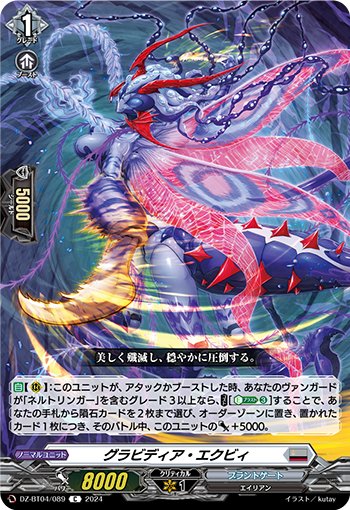 1
グレード
ブースト
5000
シールド
美しく殲滅し、穏やかに圧倒する。
自【R】:このユニットが、アタックかブーストした時、あなたのヴァンガード
が「ネルトリンガー」を含むグレード3以上なら、【ブラスト 3】することで、あ
なたの手札から隕石カードを2枚まで選び、オーダーゾーンに置き、置かれた
カード1枚につき、そのバトル中、このユニットの+5000。
ノーマルユニット
グラビディア・エクビィ
パワー 8000
クリティカル
1
ブラントゲート
エイリアン
D-DZ-BT04/089 C 2024
イラスト/kutay